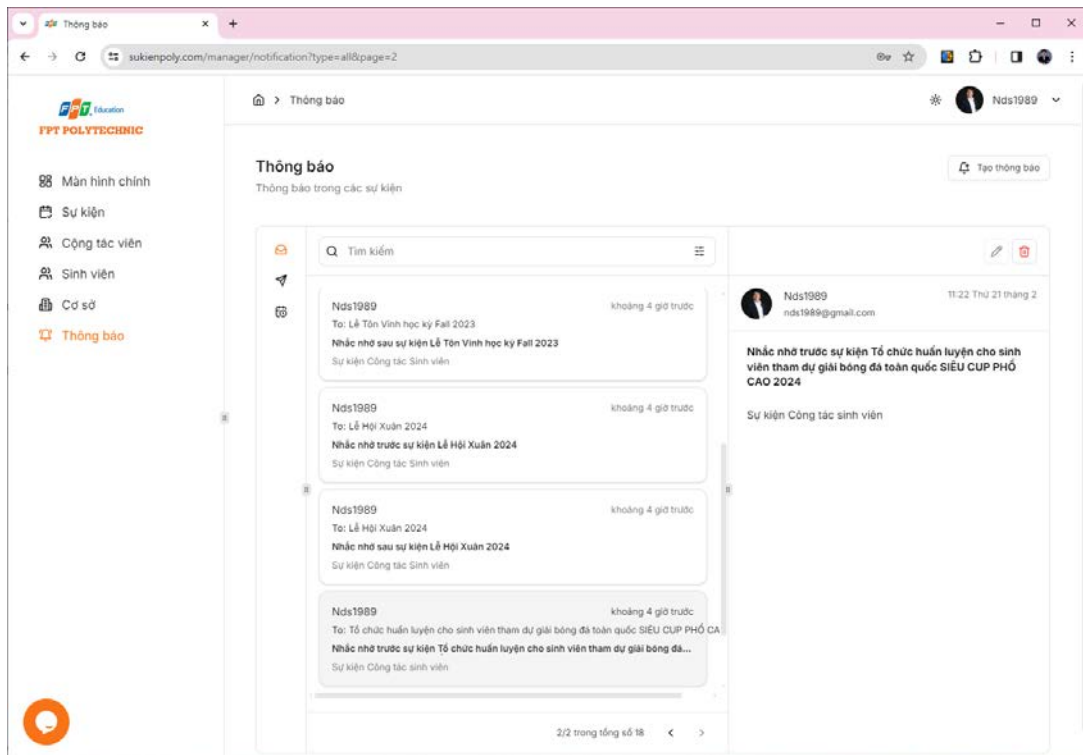 Thông báo
sukienpoly.com/manager/notification?type=all&page=2
FPT Education
FPT POLYTECHNIC
Thông báo
Nds1989
Màn hình chính
Sự kiện
Cộng tác viên
Sinh viên
Cơ sở
Thông báo
Thông báo
Thông báo trong các sự kiện
Tạo thông báo
Tìm kiếm
Nds1989 khoảng 4 giờ trước
To: Lễ Tôn Vinh học kỳ Fall 2023
Nhắc nhở sau sự kiện Lễ Tôn Vinh học kỳ Fall 2023
Sự kiện Công tác Sinh viên
Nds1989 khoảng 4 giờ trước
To: Lễ Hội Xuân 2024
Nhắc nhở trước sự kiện Lễ Hội Xuân 2024
Sự kiện Công tác Sinh viên
Nds1989 khoảng 4 giờ trước
To: Lễ Hội Xuân 2024
Nhắc nhở sau sự kiện Lễ Hội Xuân 2024
Sự kiện Công tác Sinh viên
Nds1989 khoảng 4 giờ trước
To: Tổ chức huấn luyện cho sinh viên tham dự giải bóng đá toàn quốc SIÊU CUP PHỔ CA
Nhắc nhở trước sự kiện Tổ chức huấn luyện cho sinh viên tham dự giải bóng đá...
Sự kiện Công tác sinh viên
2/2 trong tổng số 18
Nds1989 11:22 Thứ 21 tháng 2
nds1989@gmail.com
Nhắc nhở trước sự kiện Tổ chức huấn luyện cho sinh
viên tham dự giải bóng đá toàn quốc SIÊU CUP PHỔ
CAO 2024
Sự kiện Công tác sinh viên